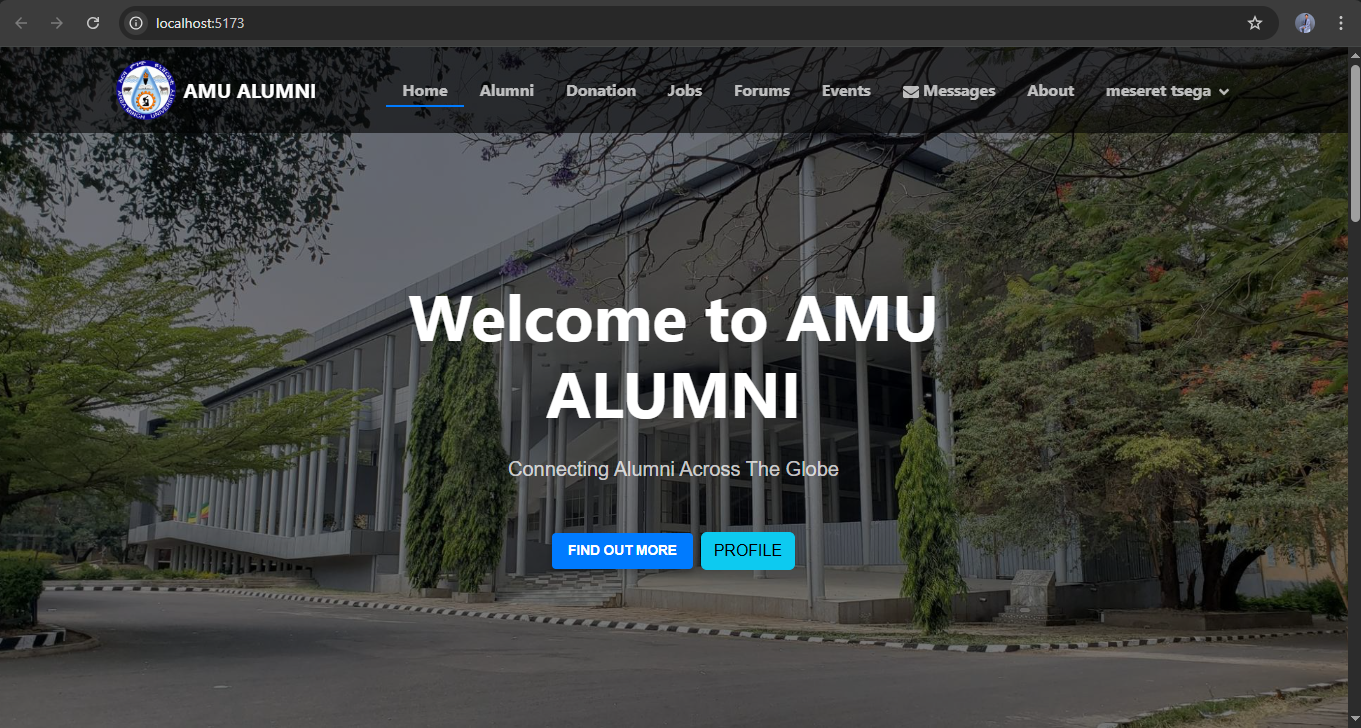 localhost:5173
AMU ALUMNI
Home
Alumni
Donation
Jobs
Forums
Events
Messages
About
meseret tsega
Welcome to AMU
ALUMNI
Connecting Alumni Across The Globe
FIND OUT MORE
PROFILE